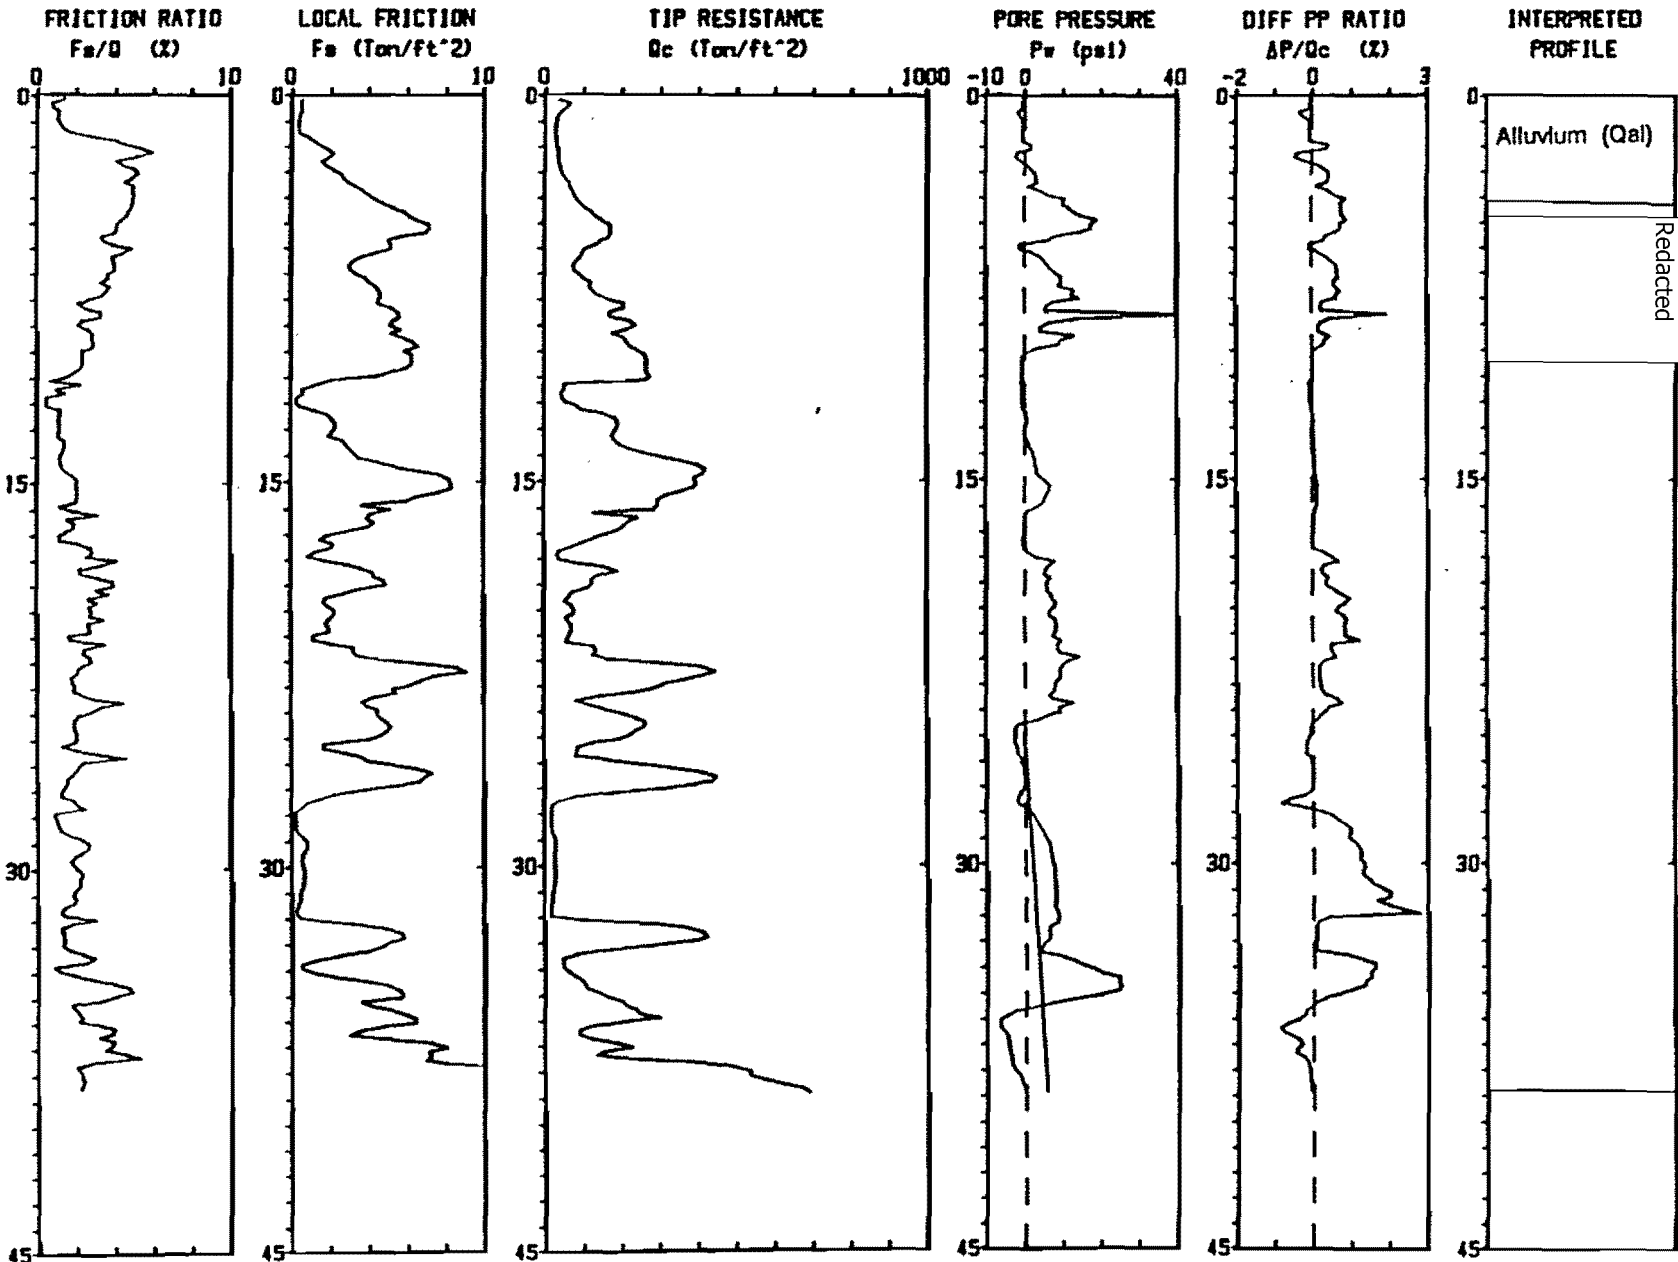 FRICTION RATIO
Fs/Q (%)
LOCAL FRICTION
Fs (Ton/ft^2)
TIP RESISTANCE
Qc (Ton/ft^2)
PORE PRESSURE
Pw (psi)
DIFF PP RATIO
ΔP/Qc (%)
INTERPRETED
PROFILE
0 10 0 10 0 1000 -10 0 40 -2 0 3
0 0 0 0 0 0
Alluvium (Qal)
Redacted
15 15 15 15 15 15
30 30 30 30 30 30
45 45 45 45 45 45